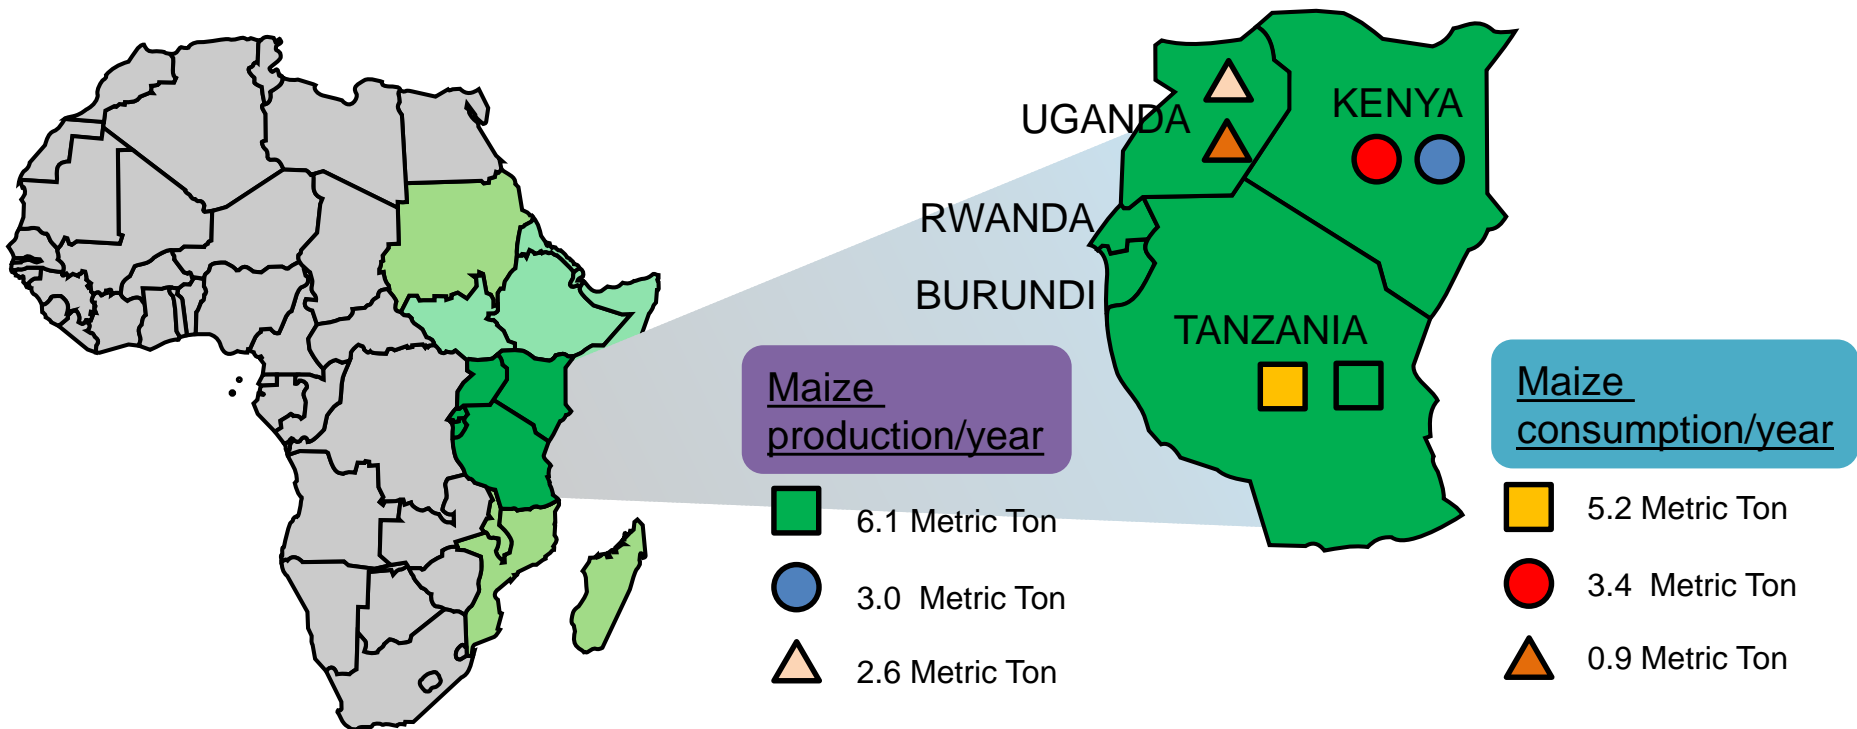 UGANDA
KENYA
RWANDA
BURUNDI
TANZANIA
Maize
production/year
6.1 Metric Ton
3.0 Metric Ton
2.6 Metric Ton
Maize
consumption/year
5.2 Metric Ton
3.4 Metric Ton
0.9 Metric Ton